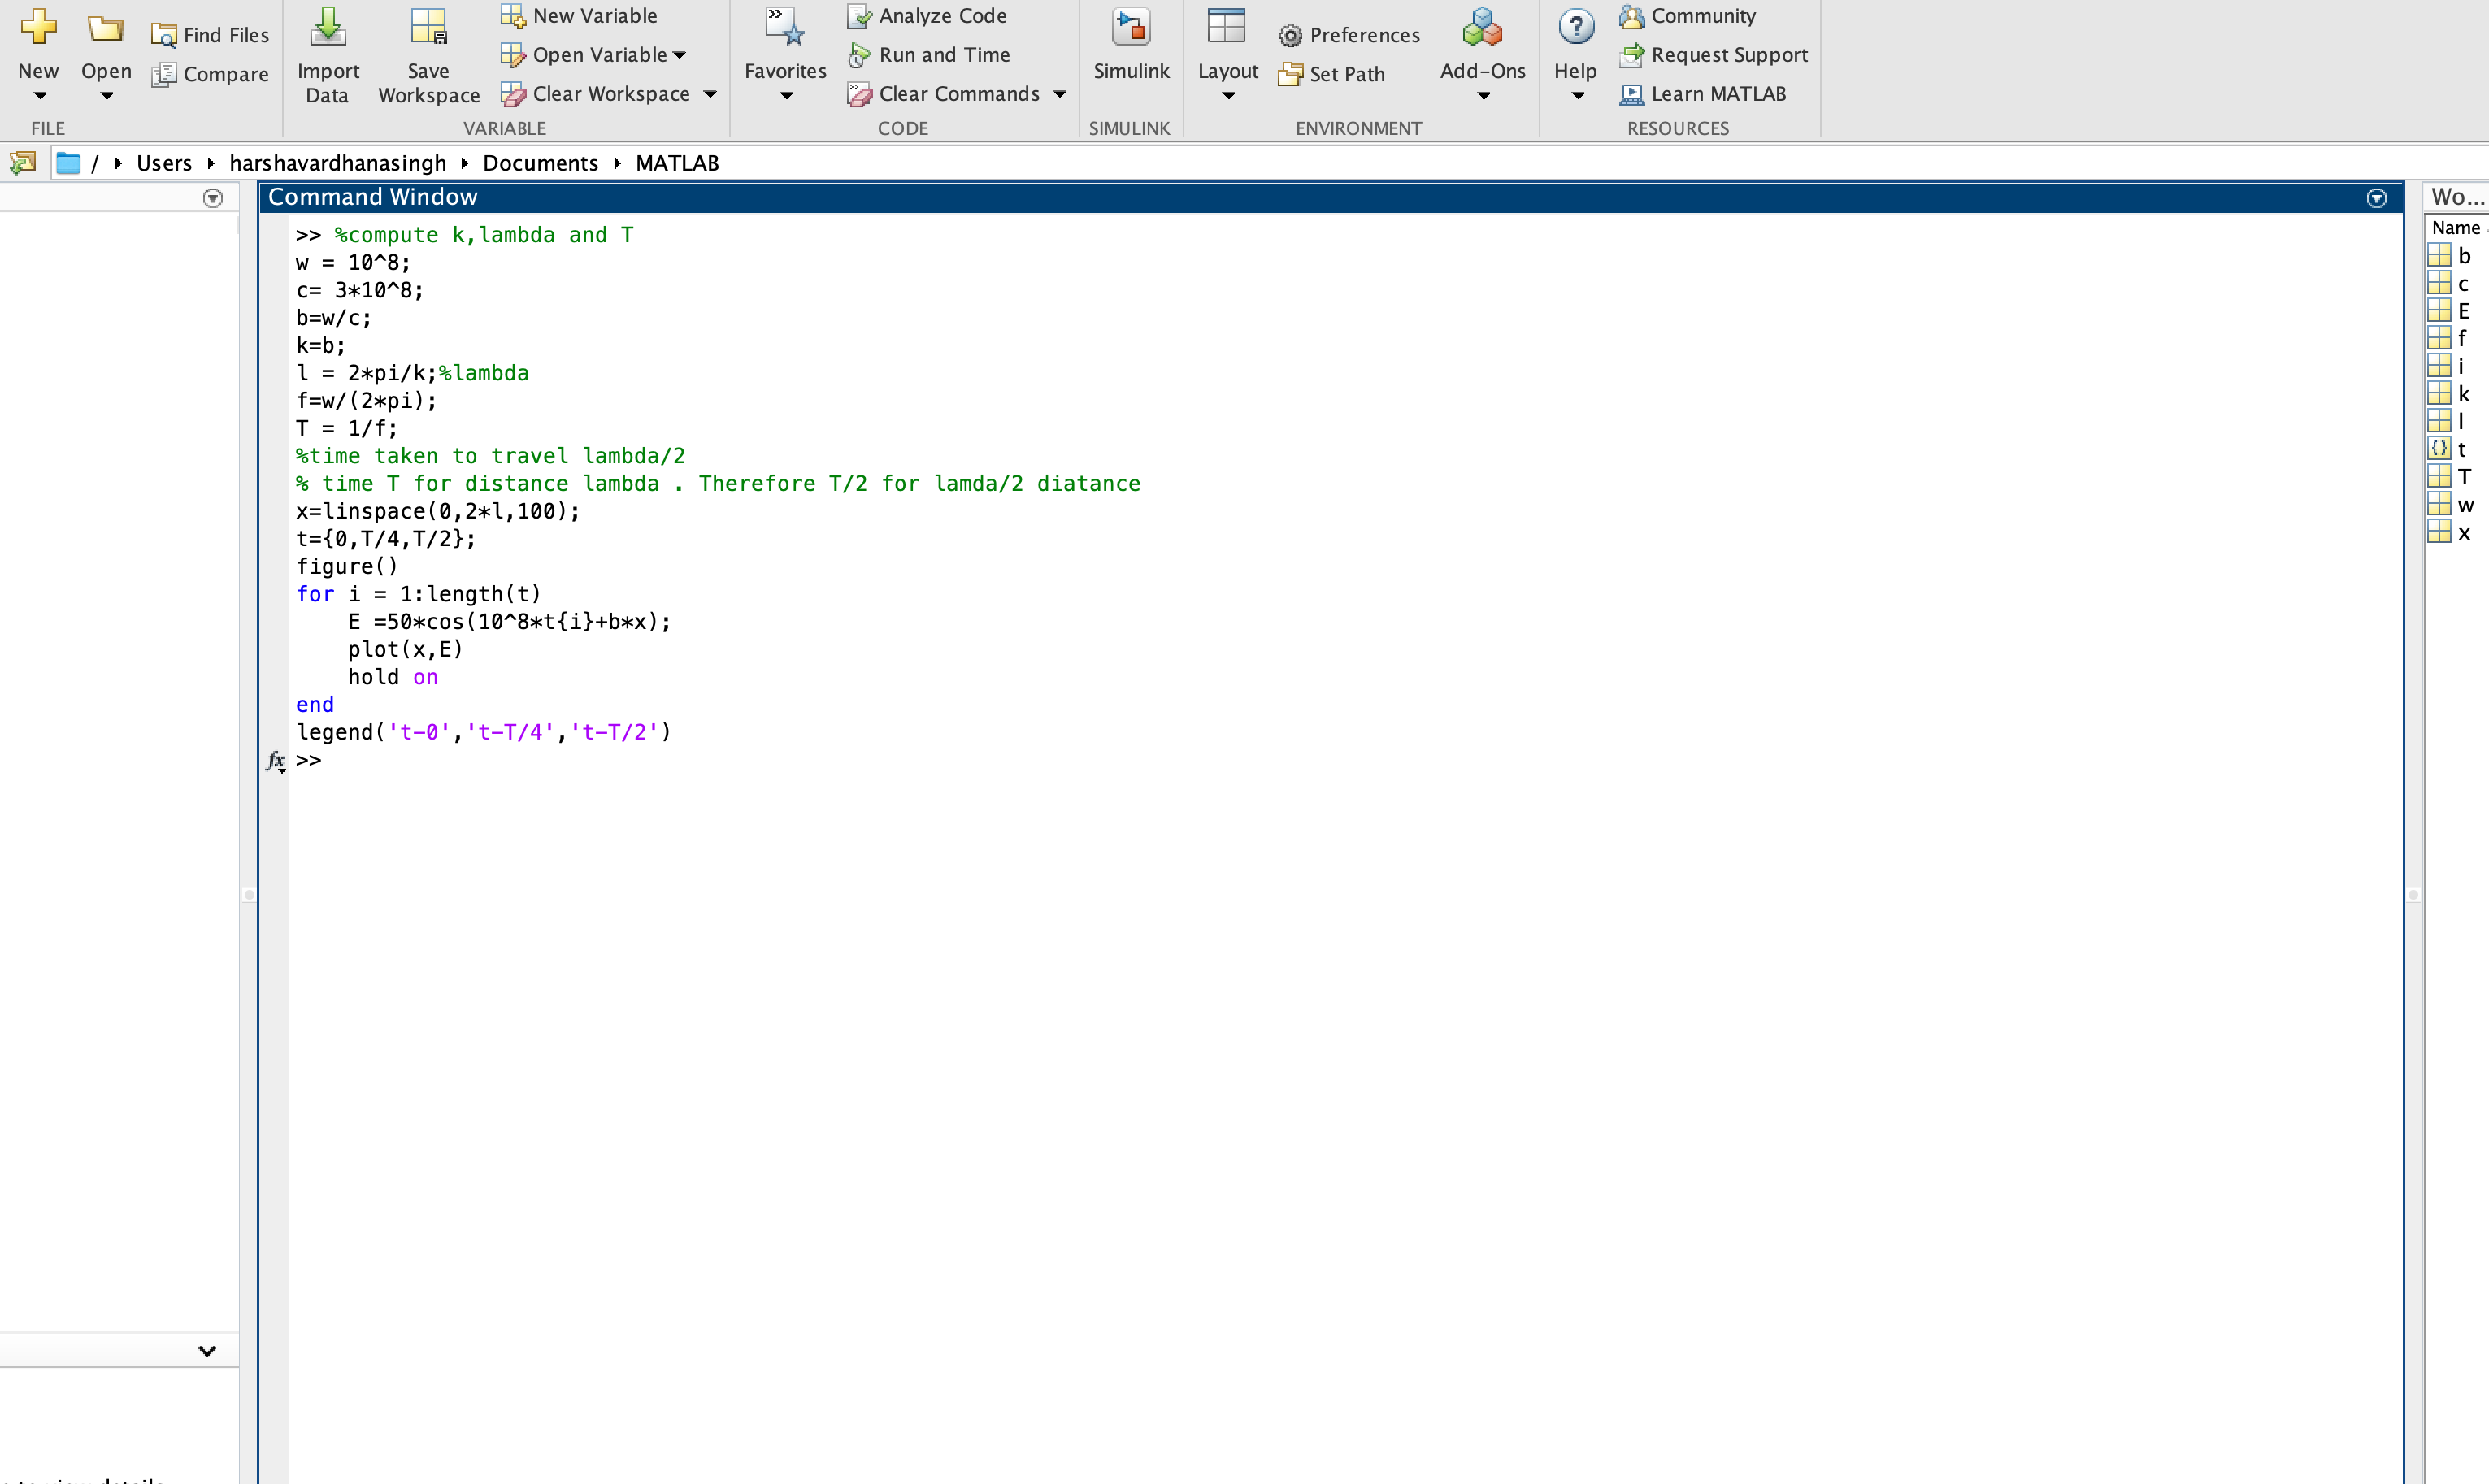 New
Open
Find Files
Compare
FILE
Import
Data
Save
Workspace
New Variable
Open Variable
Clear Workspace
VARIABLE
Favorites
Analyze Code
Run and Time
Clear Commands
CODE
Simulink
SIMULINK
Layout
Preferences
Set Path
Add-Ons
ENVIRONMENT
Help
Community
Request Support
Learn MATLAB
RESOURCES
/ Users harshavardhanasingh Documents MATLAB
Command Window
>> %compute k,lambda and T
w = 10^8;
c= 3*10^8;
b=w/c;
k=b;
l = 2*pi/k;%lambda
f=w/(2*pi);
T = 1/f;
%time taken to travel lambda/2
% time T for distance lambda . Therefore T/2 for lamda/2 diatance
x=linspace(0,2*l,100);
t={0,T/4,T/2};
figure()
for i = 1:length(t)
E =50*cos(10^8*t{i}+b*x);
plot(x,E)
hold on
end
legend('t-0','t-T/4','t-T/2')
fx >>
Wo...
Name
b
c
E
f
i
k
l
t
T
w
x